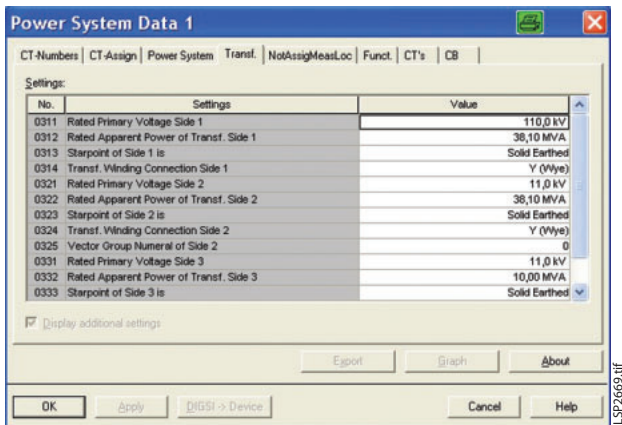 Power System Data 1
CT-Numbers CT-Assign Power System Transf. NotAssigMeasLoc Funct. CT's CB
Settings:
No. Settings Value
0311 Rated Primary Voltage Side 1 110,0 kV
0312 Rated Apparent Power of Transf. Side 1 38,10 MVA
0313 Starpoint of Side 1 is Solid Earthed
0314 Transf. Winding Connection Side 1 Y (Wye)
0321 Rated Primary Voltage Side 2 11,0 kV
0322 Rated Apparent Power of Transf. Side 2 38,10 MVA
0323 Starpoint of Side 2 is Solid Earthed
0324 Transf. Winding Connection Side 2 Y (Wye)
0325 Vector Group Numeral of Side 2 0
0331 Rated Primary Voltage Side 3 11,0 kV
0332 Rated Apparent Power of Transf. Side 3 10,00 MVA
0333 Starpoint of Side 3 is Solid Earthed
Display additional settings
Export Graph About
OK Apply DIGSI -> Device Cancel Help
LSP2669.tif